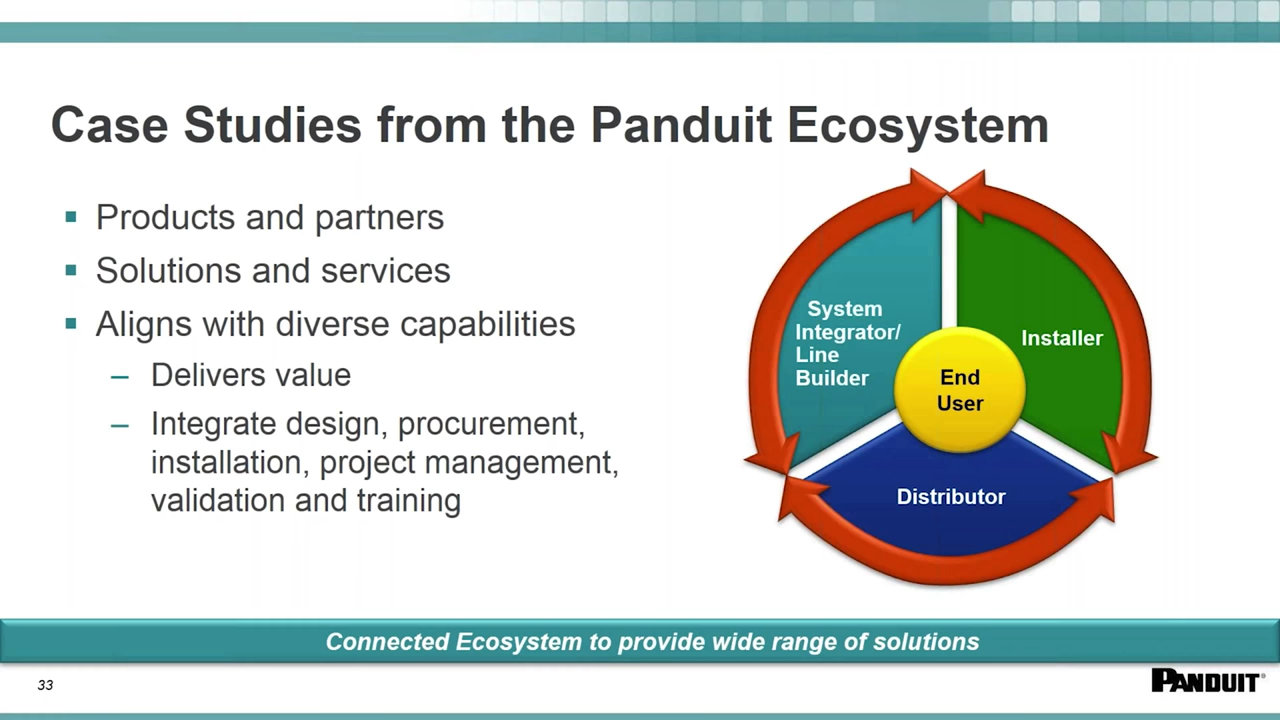 Case Studies from the Panduit Ecosystem
▪ Products and partners
▪ Solutions and services
▪ Aligns with diverse capabilities
– Delivers value
– Integrate design, procurement,
installation, project management,
validation and training
System
Integrator/
Line
Builder
Installer
End
User
Distributor
Connected Ecosystem to provide wide range of solutions
33
PANDUIT®